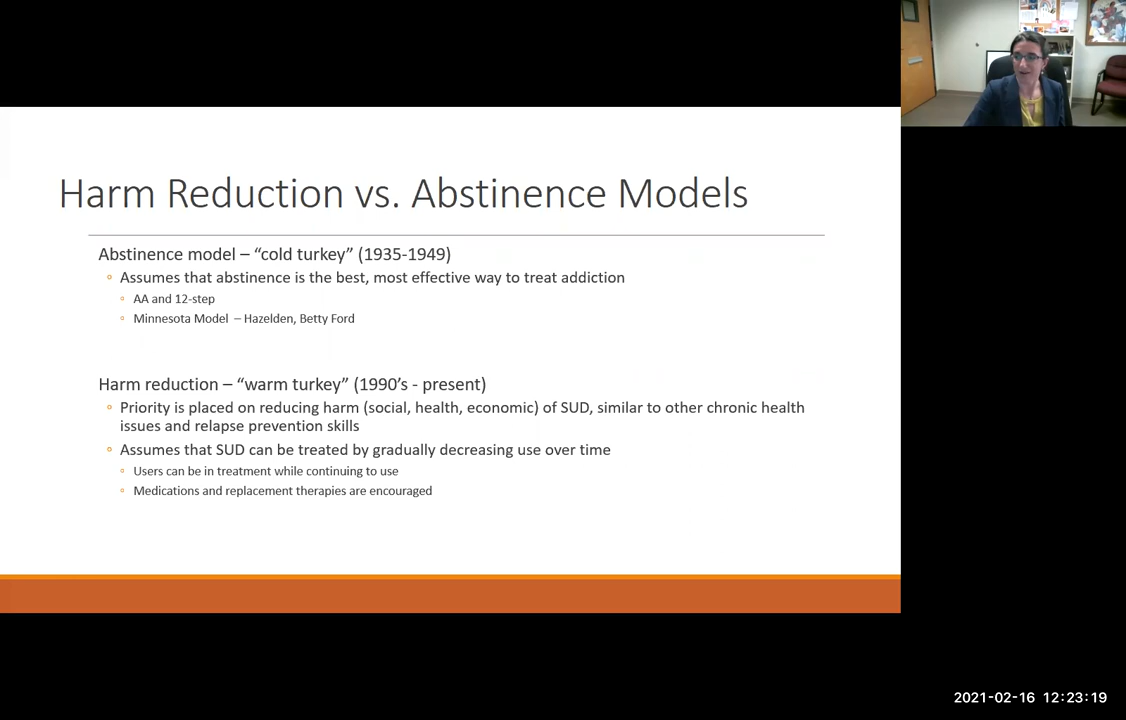 Harm Reduction vs. Abstinence Models
Abstinence model – “cold turkey” (1935-1949)
Assumes that abstinence is the best, most effective way to treat addiction
AA and 12-step
Minnesota Model – Hazelden, Betty Ford
Harm reduction – “warm turkey” (1990’s - present)
Priority is placed on reducing harm (social, health, economic) of SUD, similar to other chronic health
issues and relapse prevention skills
Assumes that SUD can be treated by gradually decreasing use over time
Users can be in treatment while continuing to use
Medications and replacement therapies are encouraged
2021-02-16 12:23:19